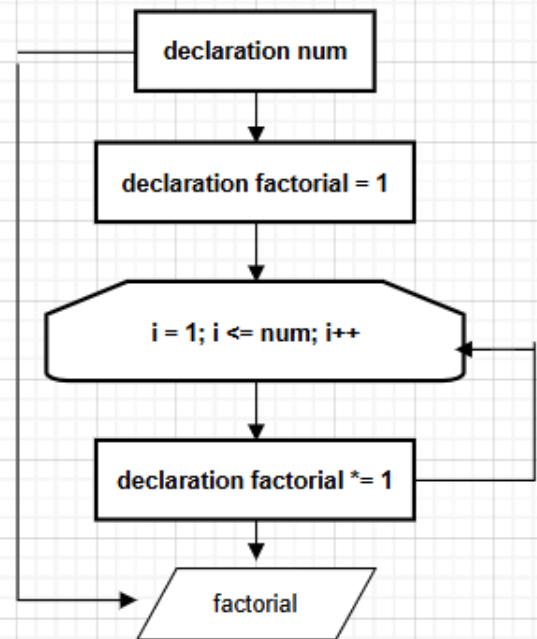 declaration num
declaration factorial = 1
i = 1; i <= num; i++
declaration factorial *= 1
factorial